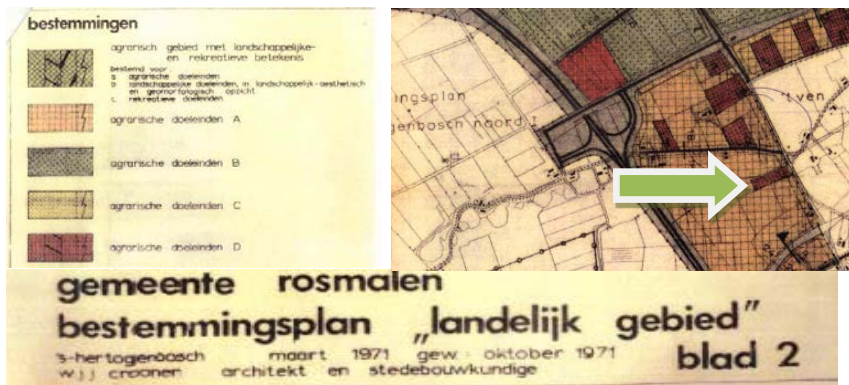 bestemmingen
agrarisch gebied met landschappelijke-
en rekreatieve betekenis
bestemd voor:
a agrarische doeleinden
b landschappelijke doeleinden, in landschappelijk-aesthetisch
en geomorfologisch opzicht
c. rekreatieve doeleinden
agrarische doeleinden A
agrarische doeleinden B
agrarische doeleinden C
agrarische doeleinden D
ingsplan
genbosch noord I
ven
gemeente rosmalen
bestemmingsplan „landelijk gebied”
's-hertogenbosch maart 1971 gew. oktober 1971
w.j.j. crooner architekt en stedebouwkundige
blad 2